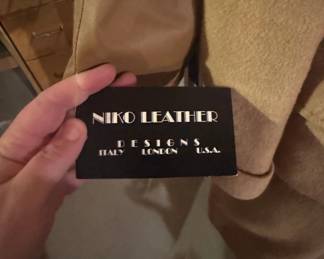 NIKO LEATHER
DESIGNS
ITALY LONDON U.S.A.